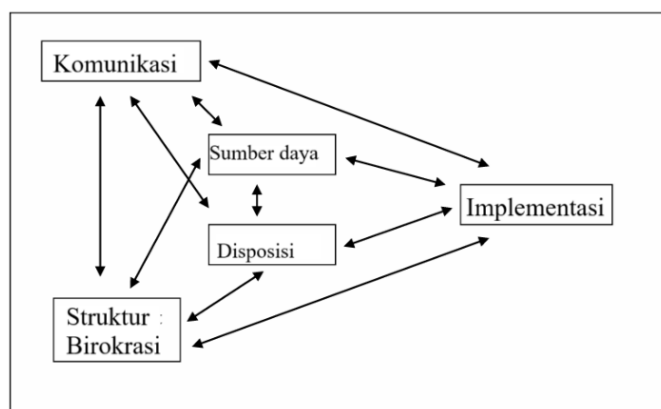 Komunikasi
Sumber daya
Implementasi
Disposisi
Struktur :
Birokrasi